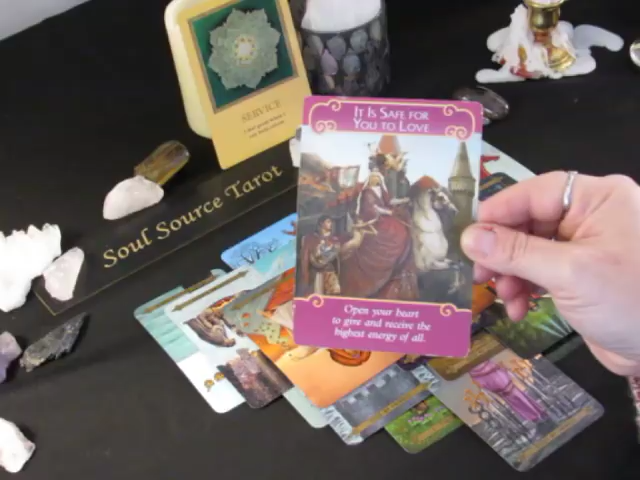 SERVICE
Soul Source Tarot
It Is Safe for
You to Love
Open your heart
to give and receive the
highest energy of all.